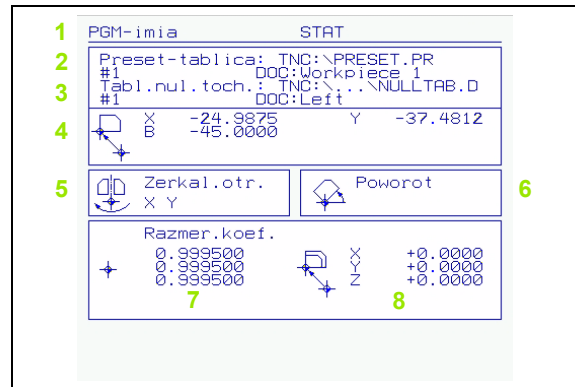 1 PGM-imia STAT
2 Preset-tablica: TNC:\PRESET.PR
#1 DOC:Workpiece 1
3 Tabl.nul.toch.: TNC:\...\NULLTAB.D
#1 DOC:Left
4 X -24.9875 Y -37.4812
B -45.0000
5 Zerkal.otr. Poworot 6
X Y
Razmer.koef.
0.999500 X +0.0000
0.999500 Y +0.0000
0.999500 Z +0.0000
7 8